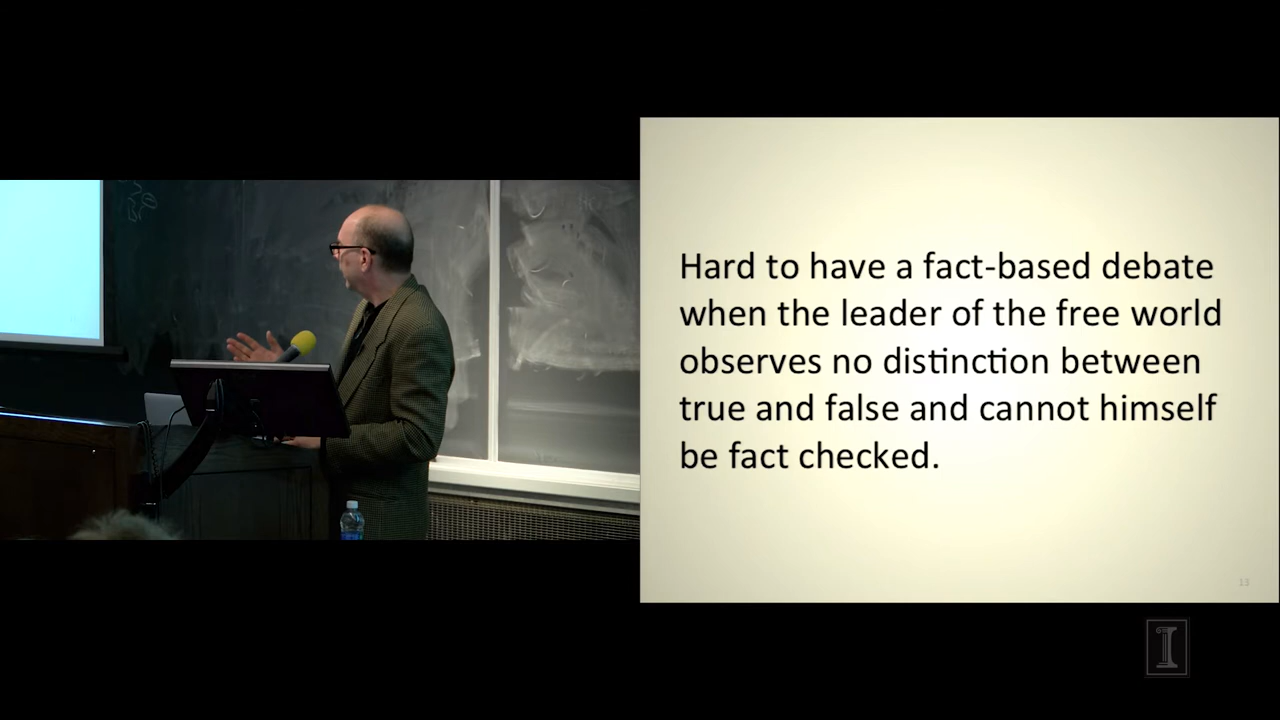 Hard to have a fact-based debate
when the leader of the free world
observes no distinction between
true and false and cannot himself
be fact checked.
13
I